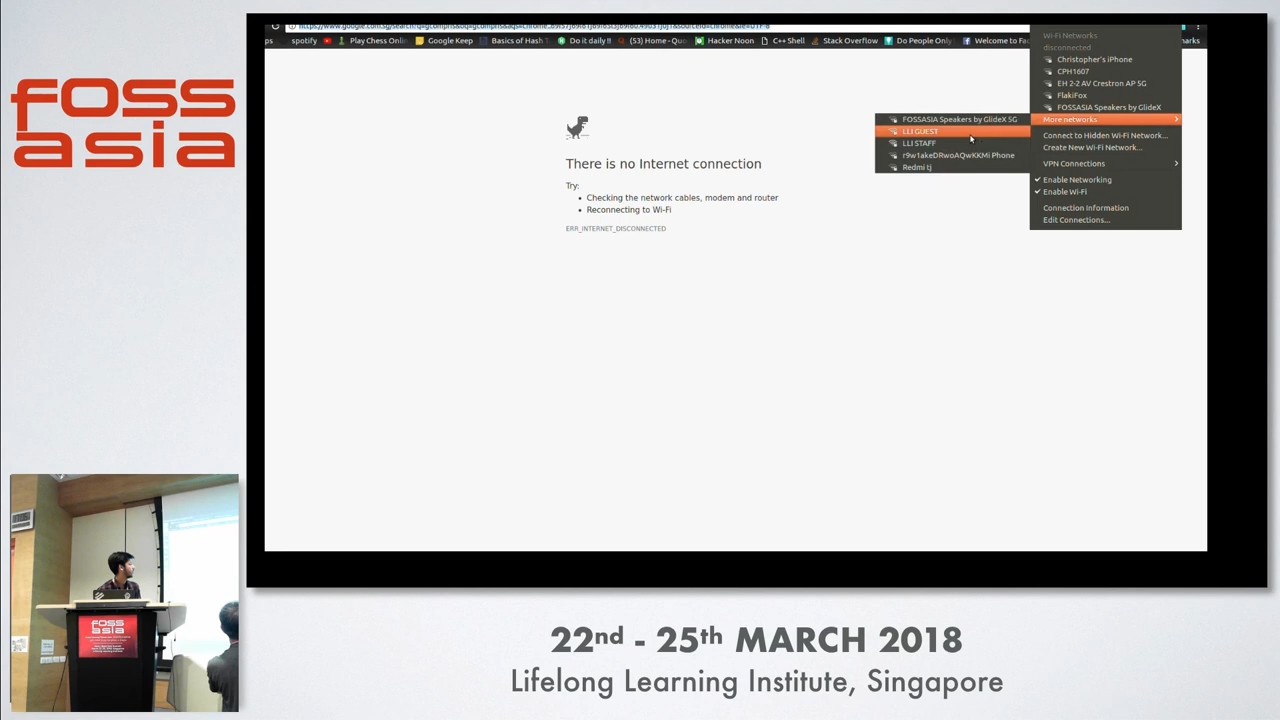 foss
asia
ps spotify Play Chess Onlin Google Keep Basics of Hash T Do it daily !! (53) Home - Quo Hacker Noon C++ Shell Stack Overflow Do People Only Welcome to Fac marks
Wi-Fi Networks
disconnected
Christopher's iPhone
CPH1607
EH 2-2 AV Crestron AP 5G
FlakiFox
FOSSASIA Speakers by GlideX
More networks
Connect to Hidden Wi-Fi Network...
Create New Wi-Fi Network...
VPN Connections
Enable Networking
Enable Wi-Fi
Connection Information
Edit Connections...
FOSSASIA Speakers by GlideX 5G
LLI GUEST
LLI STAFF
r9w1akeDRwoAQwKKMi Phone
Redmi tj
There is no Internet connection
Try:
• Checking the network cables, modem and router
• Reconnecting to Wi-Fi
ERR_INTERNET_DISCONNECTED
foss
asia
22nd - 25th MARCH 2018
Lifelong Learning Institute, Singapore